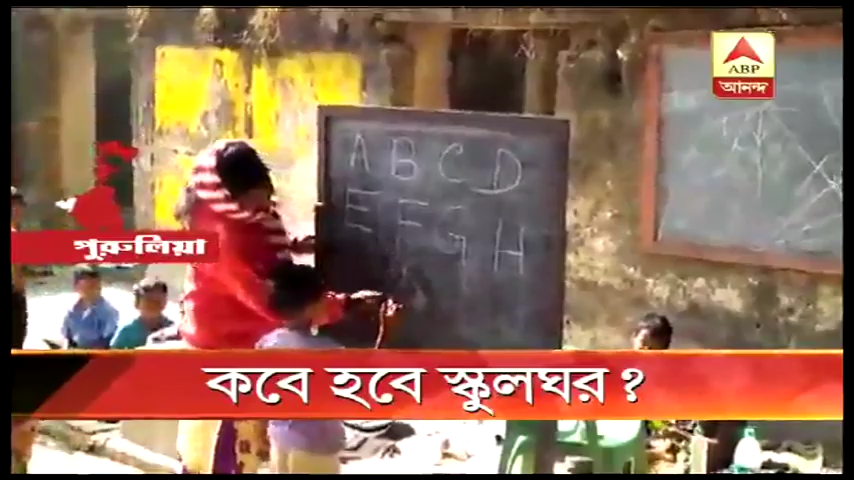 ABP
আনন্দ
A B C D
E F G H
পুরুলিয়া
কবে হবে স্কুলঘর?